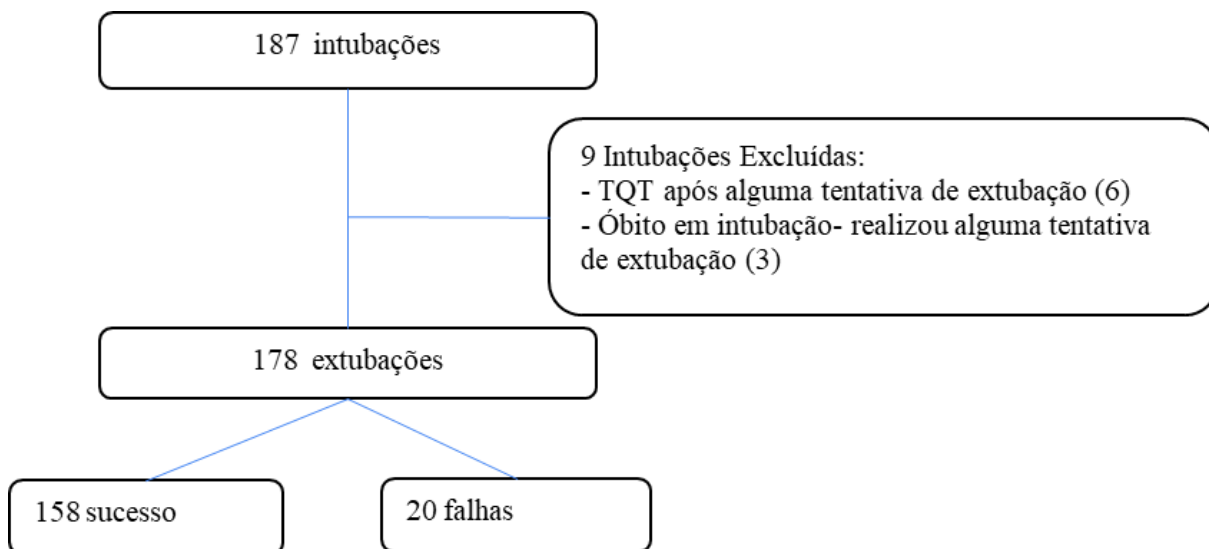 187 intubações
9 Intubações Excluídas:
- TQT após alguma tentativa de extubação (6)
- Óbito em intubação- realizou alguma tentativa
de extubação (3)
178 extubações
158 sucesso
20 falhas